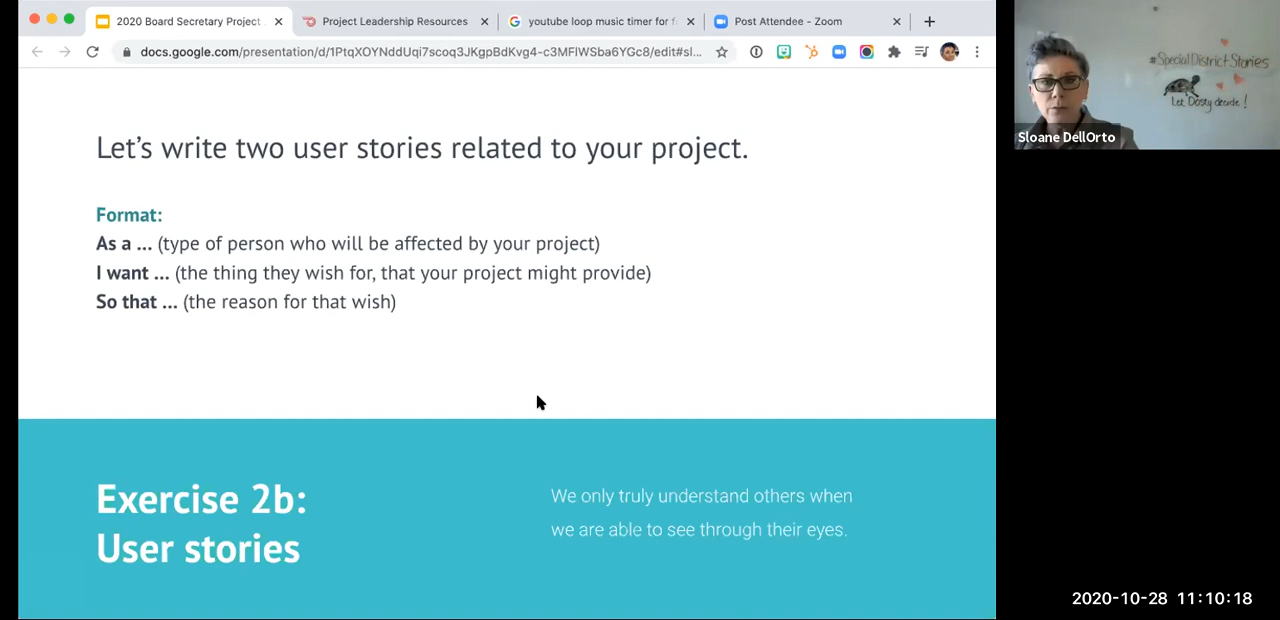 2020 Board Secretary Project
Project Leadership Resources
youtube loop music timer for f
Post Attendee - Zoom
docs.google.com/presentation/d/1PtqXOYNddUqi7scoq3JKgpBdKvg4-c3MFlWSba6YGc8/edit#sl...
#SpecialDistrictStories
Let Dosty decide!
Sloane DellOrto
Let’s write two user stories related to your project.
Format:
As a ... (type of person who will be affected by your project)
I want ... (the thing they wish for, that your project might provide)
So that ... (the reason for that wish)
Exercise 2b:
User stories
We only truly understand others when
we are able to see through their eyes.
2020-10-28 11:10:18